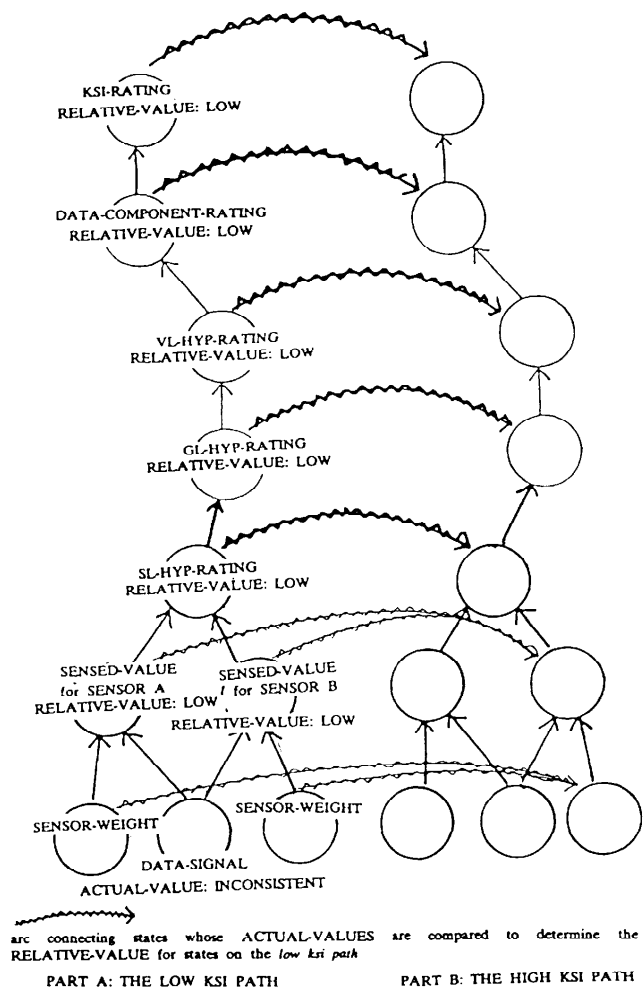 KSI-RATING
RELATIVE-VALUE: LOW
DATA-COMPONENT-RATING
RELATIVE-VALUE: LOW
VL-HYP-RATING
RELATIVE-VALUE: LOW
GL-HYP-RATING
RELATIVE-VALUE: LOW
SL-HYP-RATING
RELATIVE-VALUE: LOW
SENSED-VALUE
for SENSOR A
RELATIVE-VALUE: LOW
SENSED-VALUE
for SENSOR B
RELATIVE-VALUE: LOW
SENSOR-WEIGHT
SENSOR-WEIGHT
DATA-SIGNAL
ACTUAL-VALUE: INCONSISTENT
arc connecting states whose ACTUAL-VALUES are compared to determine the
RELATIVE-VALUE for states on the low ksi path
PART A: THE LOW KSI PATH
PART B: THE HIGH KSI PATH